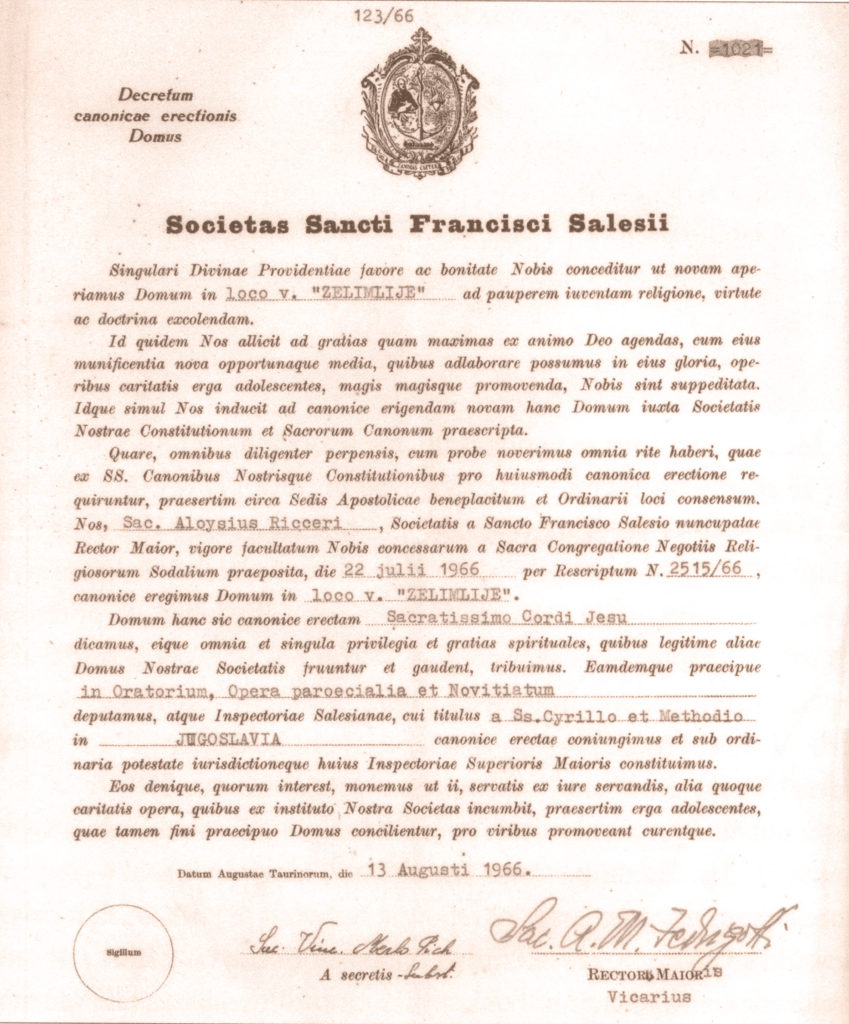 123/66
N. =1021=
Decretum
canonicae erectionis
Domus
Societas Sancti Francisci Salesii
Singulari Divinae Providentiae favore ac bonitate Nobis conceditur ut novam ape-
riamus Domum in loco v. "ZELIMLIJE" ad pauperem iuventam religione, virtute
ac doctrina excolendam.
Id quidem Nos allicit ad gratias quam maximas ex animo Deo agendas, cum eius
munificentia nova opportunaque media, quibus adlaborare possumus in eius gloria, ope-
ribus caritatis erga adolescentes, magis magisque promovenda, Nobis sint suppeditata.
Idque simul Nos inducit ad canonice erigendam novam hanc Domum iuxta Societatis
Nostrae Constitutionum et Sacrorum Canonum praescripta.
Quare, omnibus diligenter perpensis, cum probe noverimus omnia rite haberi, quae
ex SS. Canonibus Nostrisque Constitutionibus pro huiusmodi canonica erectione re-
quiruntur, praesertim circa Sedis Apostolicae beneplacitum et Ordinarii loci consensum.
Nos, Sac. Aloysius Ricceri , Societatis a Sancto Francisco Salesio nuncupatae
Rector Maior, vigore facultatum Nobis concessarum a Sacra Congregatione Negotiis Reli-
giosorum Sodalium praeposita, die 22 julii 1966 per Rescriptum N. 2515/66 ,
canonice eregimus Domum in loco v. "ZELIMLIJE".
Domum hanc sic canonice erectam Sacratissimo Cordi Jesu
dicamus, eique omnia et singula privilegia et gratias spirituales, quibus legitime aliae
Domus Nostrae Societatis fruuntur et gaudent, tribuimus. Eamdemque praecipue
in Oratorium, Opera paroecialia et Novitiatum
deputamus, atque Inspectoriae Salesianae, cui titulus a Ss.Cyrillo et Methodio
in JUGOSLAVIA canonice erectae coniungimus et sub ordi-
naria potestate iurisdictioneque huius Inspectoriae Superioris Maioris constituimus.
Eos denique, quorum interest, monemus ut ii, servatis ex iure servandis, alia quoque
caritatis opera, quibus ex instituto Nostra Societas incumbit, praesertim erga adolescentes,
quae tamen fini praecipuo Domus concilientur, pro viribus promoveant curentque.
Datum Augustae Taurinorum, die 13 Augusti 1966.
Sigillum
Sac. Vinc.
A secretis - Subst.
Sac. A. M. Fedrigotti
RECTOR MAIORis
Vicarius